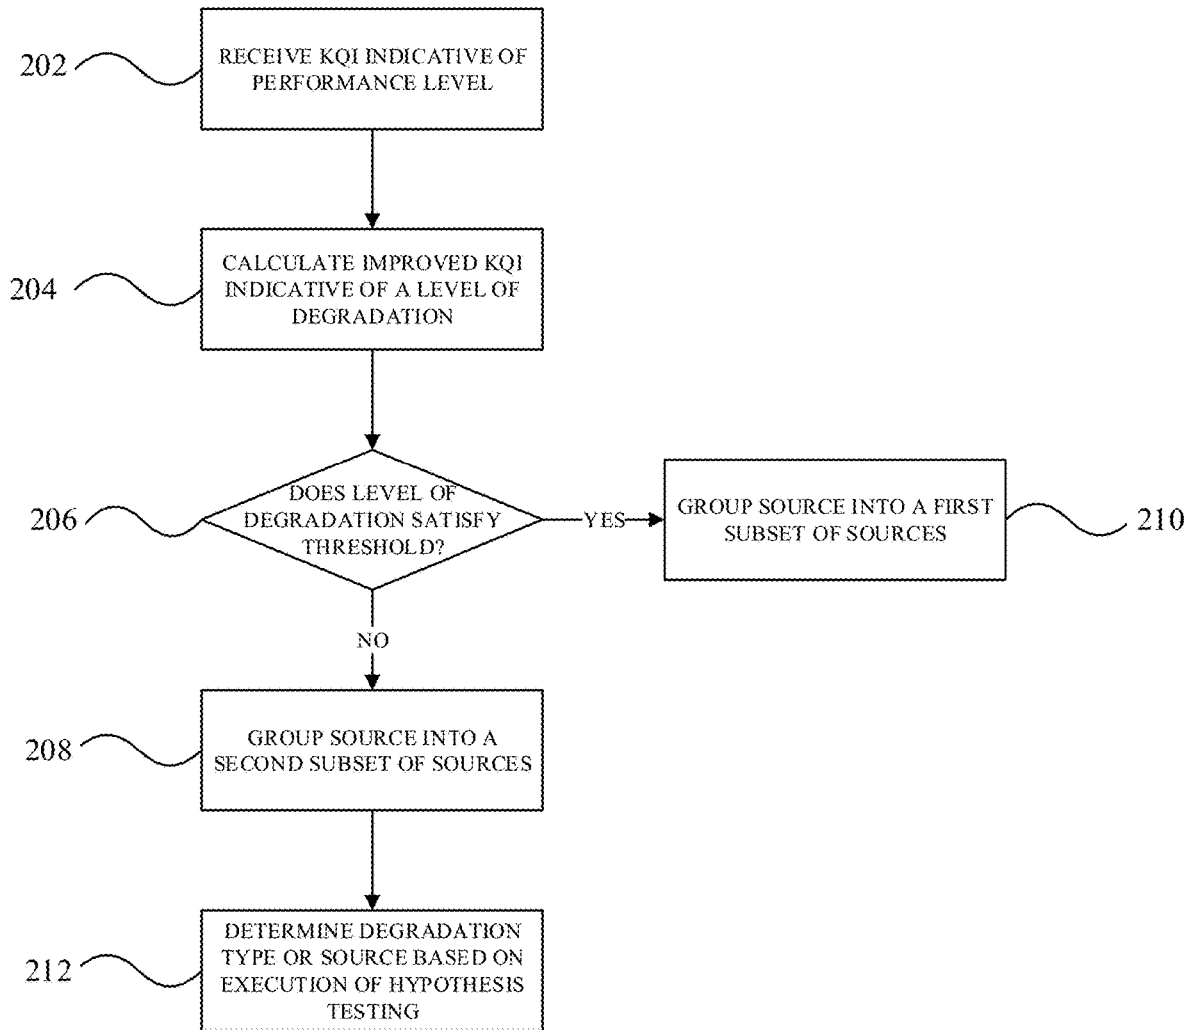 202
RECEIVE KQI INDICATIVE OF
PERFORMANCE LEVEL
204
CALCULATE IMPROVED KQI
INDICATIVE OF A LEVEL OF
DEGRADATION
206
DOES LEVEL OF
DEGRADATION SATISFY
THRESHOLD?
YES
GROUP SOURCE INTO A FIRST
SUBSET OF SOURCES
210
NO
208
GROUP SOURCE INTO A
SECOND SUBSET OF SOURCES
212
DETERMINE DEGRADATION
TYPE OR SOURCE BASED ON
EXECUTION OF HYPOTHESIS
TESTING